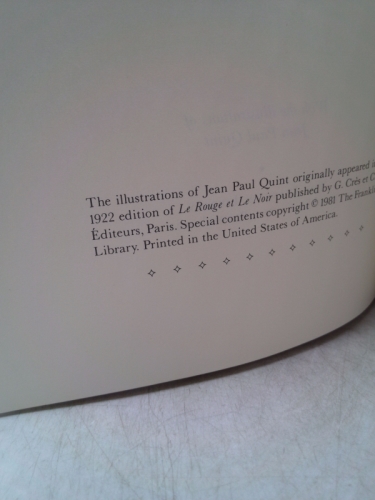 The illustrations of Jean Paul Quint originally appeared
1922 edition of Le Rouge et Le Noir published by G. Crès et
Éditeurs, Paris. Special contents copyright © 1981 The Franklin
Library. Printed in the United States of America.